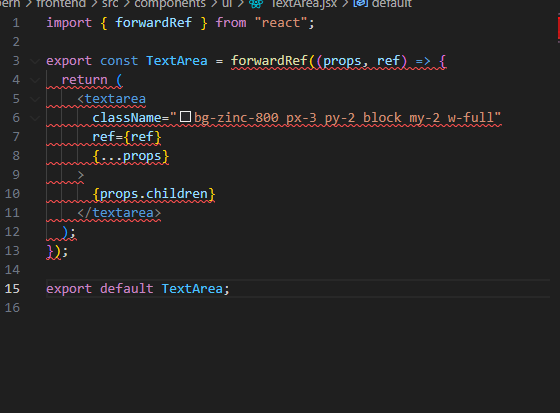 pern > frontend > src > components > ui > TextArea.jsx > default
1 import { forwardRef } from "react";
2
3 export const TextArea = forwardRef((props, ref) => {
4 return (
5 <textarea
6 className="bg-zinc-800 px-3 py-2 block my-2 w-full"
7 ref={ref}
8 {...props}
9 >
10 {props.children}
11 </textarea>
12 );
13 });
14
15 export default TextArea;
16